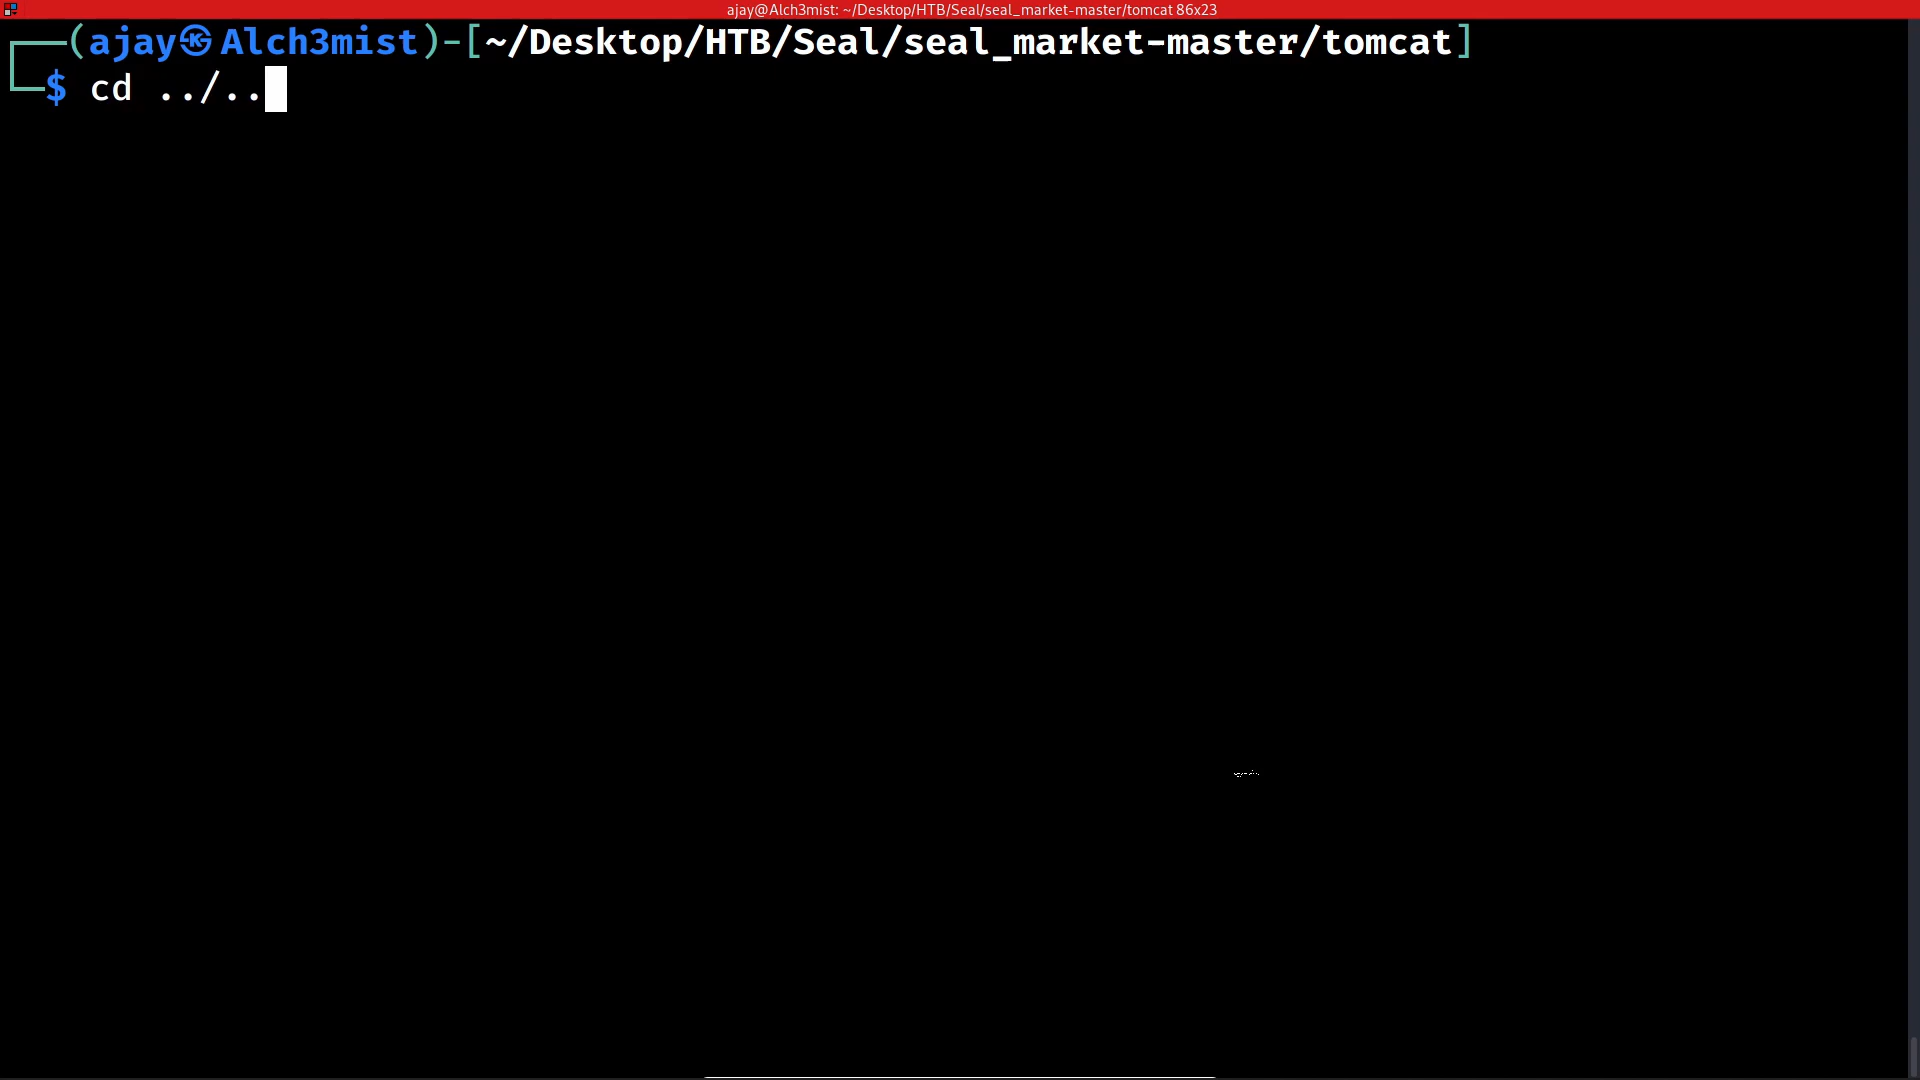 ajay@Alch3mist: ~/Desktop/HTB/Seal/seal_market-master/tomcat 86x23
┌──(ajay㉿Alch3mist)-[~/Desktop/HTB/Seal/seal_market-master/tomcat]
└─$ cd ../..